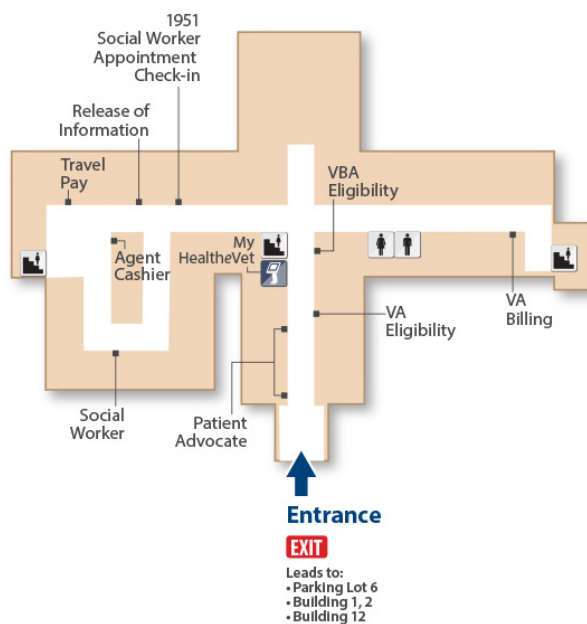 1951
Social Worker
Appointment
Check-in
Release of
Information
Travel
Pay
VBA
Eligibility
My
HealtheVet
Agent
Cashier
VA
Eligibility
VA
Billing
Social
Worker
Patient
Advocate
Entrance
EXIT
Leads to:
• Parking Lot 6
• Building 1, 2
• Building 12